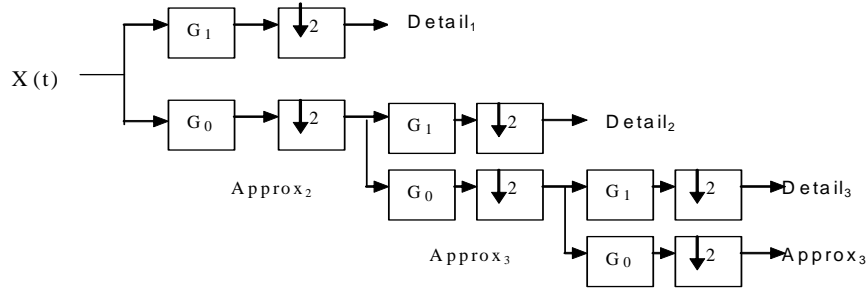 G1 2 Detail1
X(t)
G0 2 G1 2 Detail2
Approx2 G0 2 G1 2 Detail3
Approx3 G0 2 Approx3